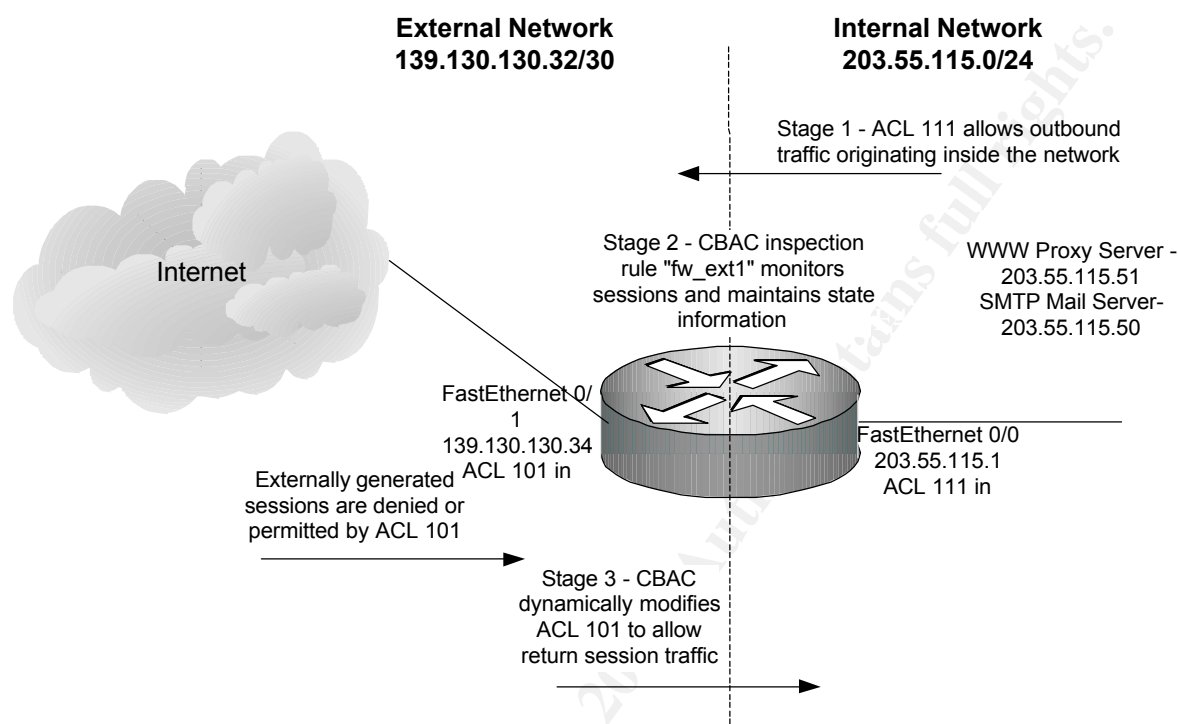 External Network
139.130.130.32/30
Internal Network
203.55.115.0/24
Stage 1 - ACL 111 allows outbound
traffic originating inside the network
Stage 2 - CBAC inspection
rule "fw_ext1" monitors
sessions and maintains state
information
WWW Proxy Server -
203.55.115.51
SMTP Mail Server-
203.55.115.50
Internet
FastEthernet 0/
1
139.130.130.34
ACL 101 in
FastEthernet 0/0
203.55.115.1
ACL 111 in
Externally generated
sessions are denied or
permitted by ACL 101
Stage 3 - CBAC
dynamically modifies
ACL 101 to allow
return session traffic
full rights.